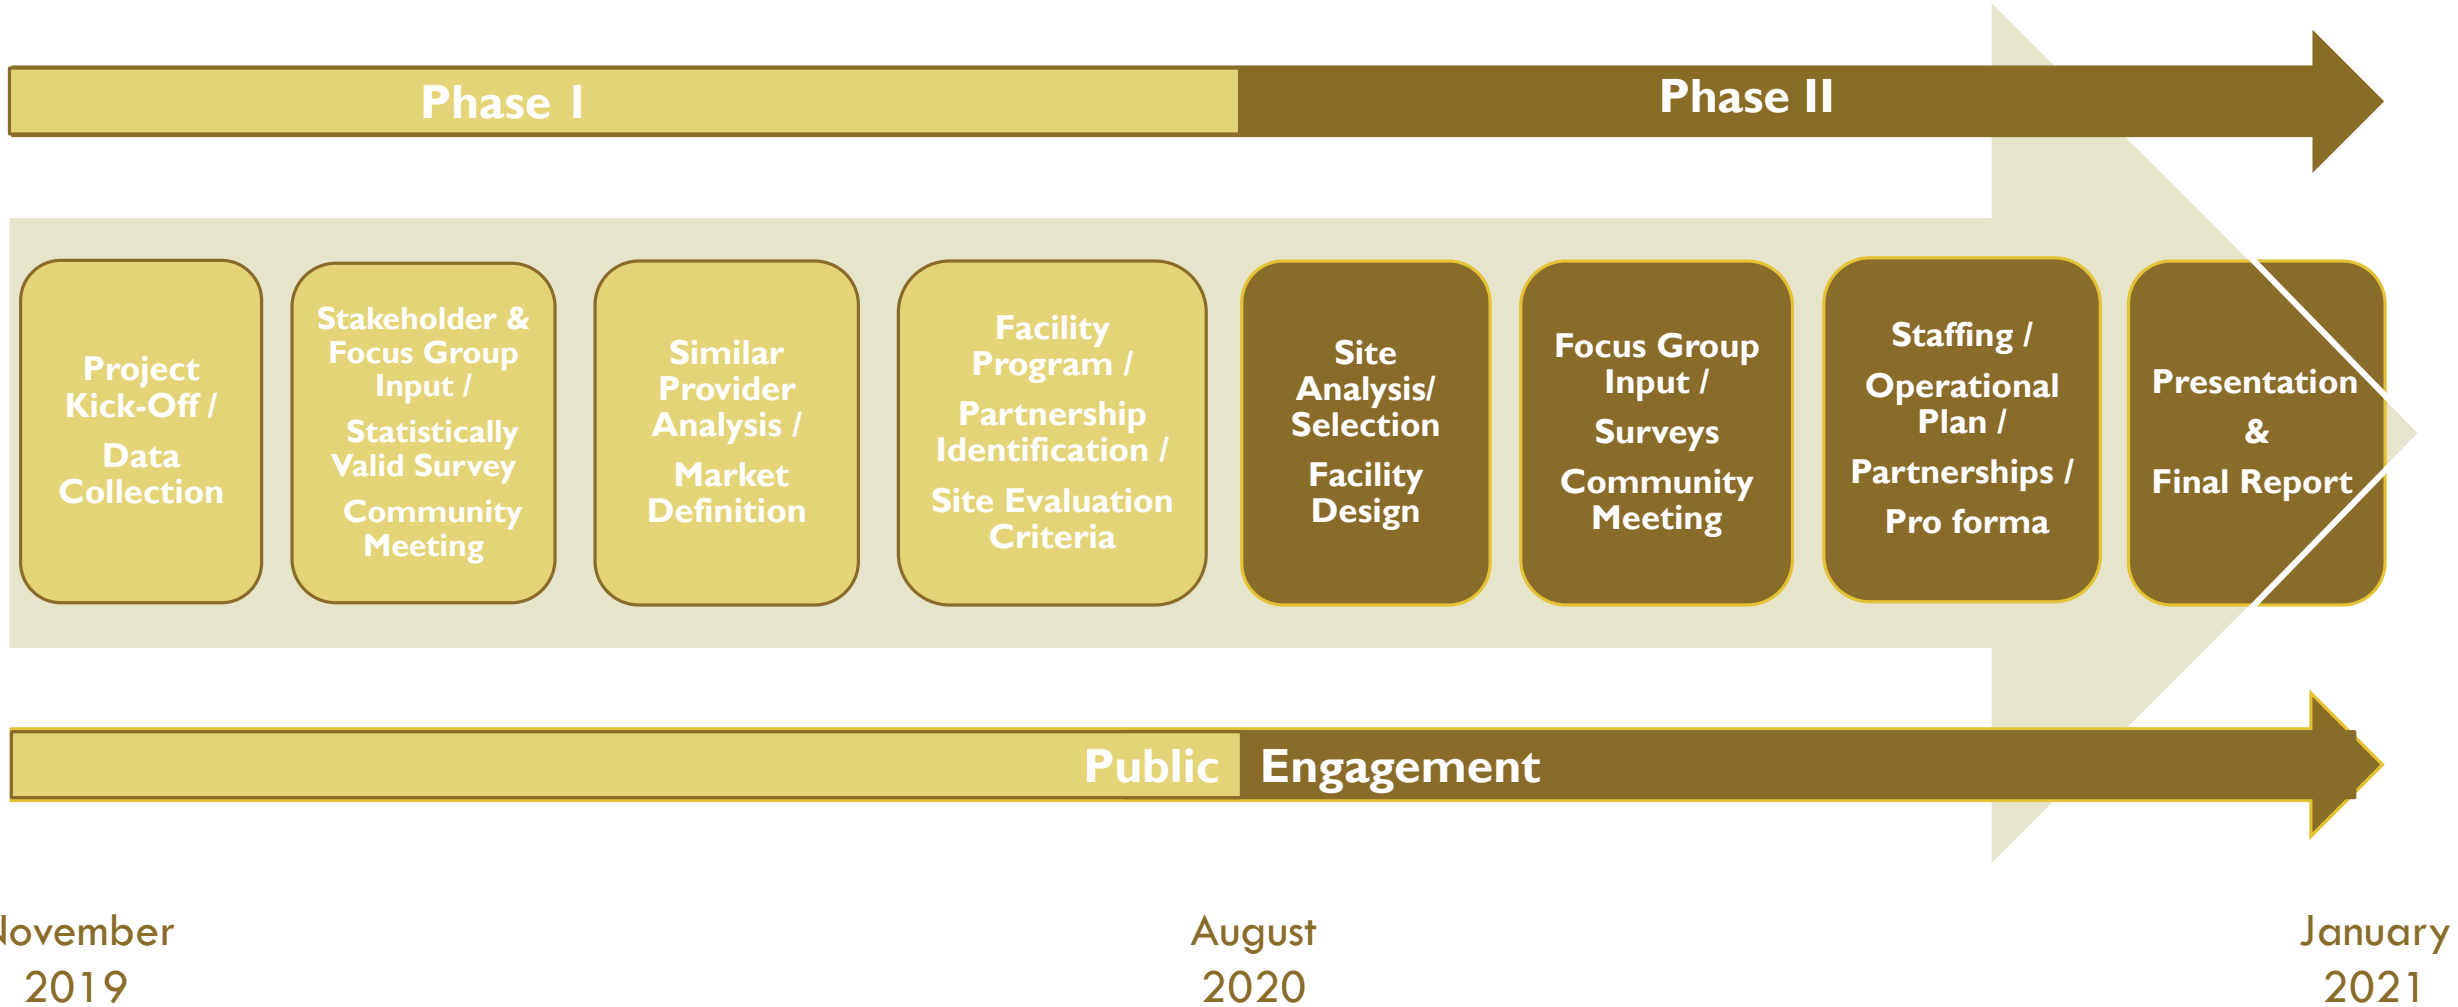 Phase I
Phase II
Project
Kick-Off /
Data
Collection
Stakeholder &
Focus Group
Input /
Statistically
Valid Survey
Community
Meeting
Similar
Provider
Analysis /
Market
Definition
Facility
Program /
Partnership
Identification /
Site Evaluation
Criteria
Site
Analysis/
Selection
Facility
Design
Focus Group
Input /
Surveys
Community
Meeting
Staffing /
Operational
Plan /
Partnerships /
Pro forma
Presentation
&
Final Report
Public Engagement
November
2019
August
2020
January
2021